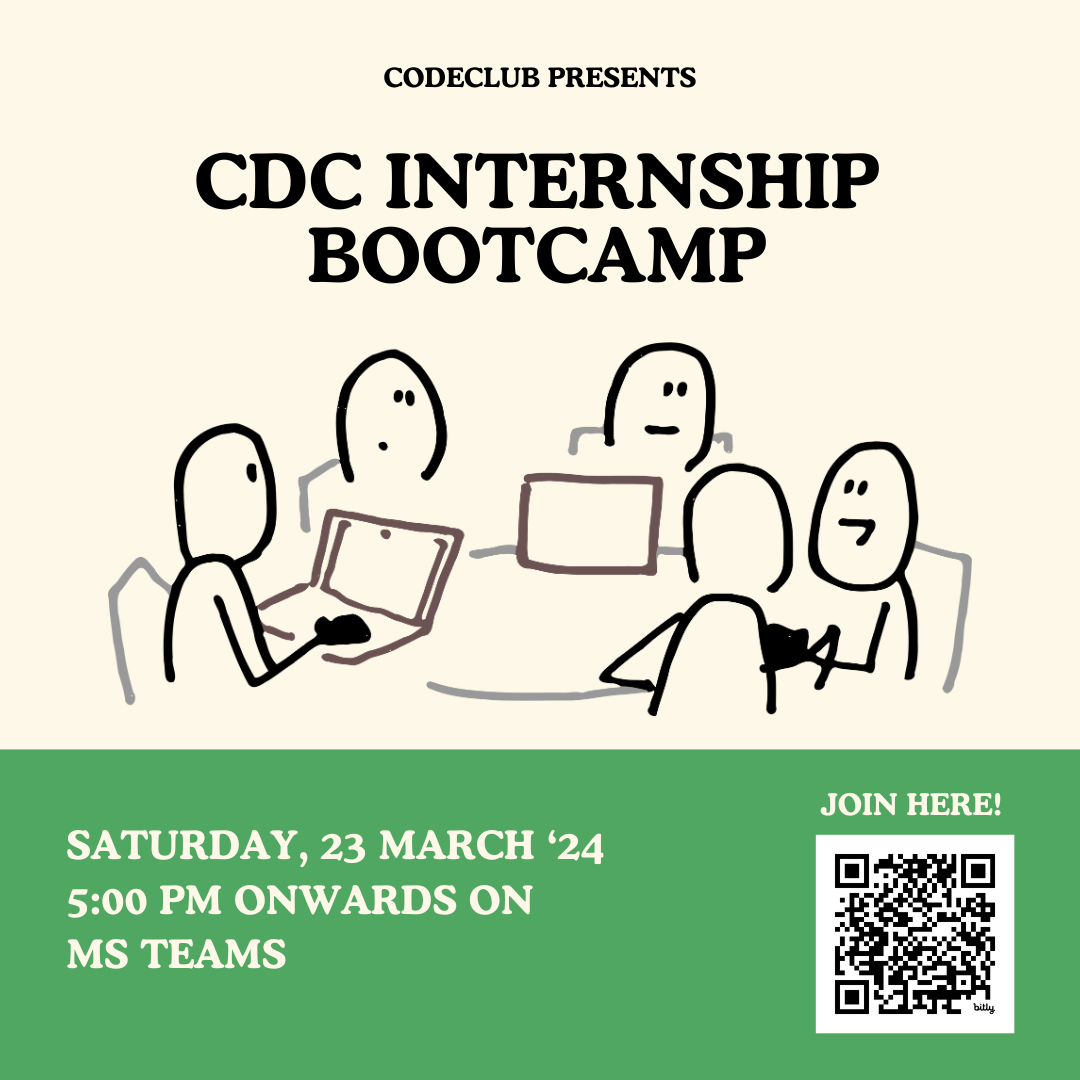 CODECLUB PRESENTS
CDC INTERNSHIP
BOOTCAMP
SATURDAY, 23 MARCH ‘24
5:00 PM ONWARDS ON
MS TEAMS
JOIN HERE!
bitly